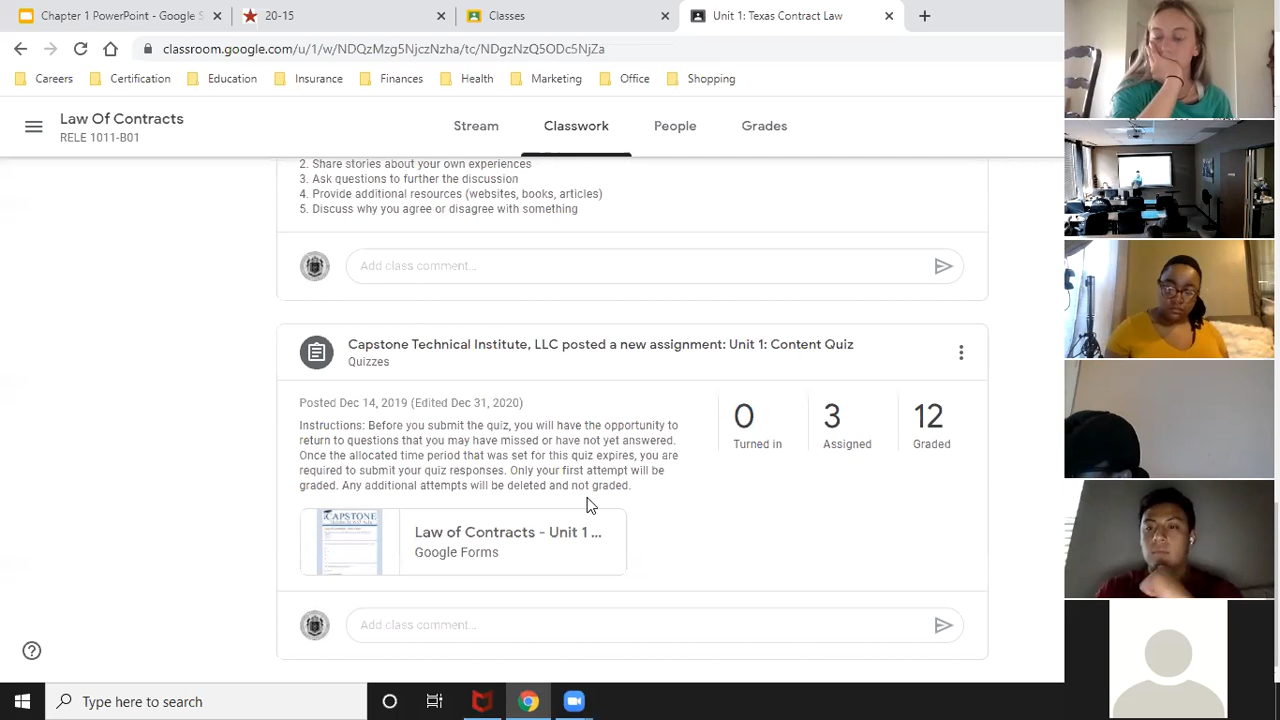 Chapter 1 PowerPoint - Google S
20-15
Classes
Unit 1: Texas Contract Law
classroom.google.com/u/1/w/NDQzMzg5NjczNzha/tc/NDgzNzQ5ODc5NjZa
Careers
Certification
Education
Insurance
Finances
Health
Marketing
Office
Shopping
Law Of Contracts
RELE 1011-B01
Stream
Classwork
People
Grades
2. Share stories about your own experiences
3. Ask questions to further the discussion
4. Provide additional resources (websites, books, articles)
5. Discuss why you agree or disagree with something
Add class comment...
Capstone Technical Institute, LLC posted a new assignment: Unit 1: Content Quiz
Quizzes
Posted Dec 14, 2019 (Edited Dec 31, 2020)
Instructions: Before you submit the quiz, you will have the opportunity to
return to questions that you may have missed or have not yet answered.
Once the allocated time period that was set for this quiz expires, you are
required to submit your quiz responses. Only your first attempt will be
graded. Any additional attempts will be deleted and not graded.
0
Turned in
3
Assigned
12
Graded
CAPSTONE
Law of Contracts - Unit 1 ...
Google Forms
Add class comment...
Type here to search